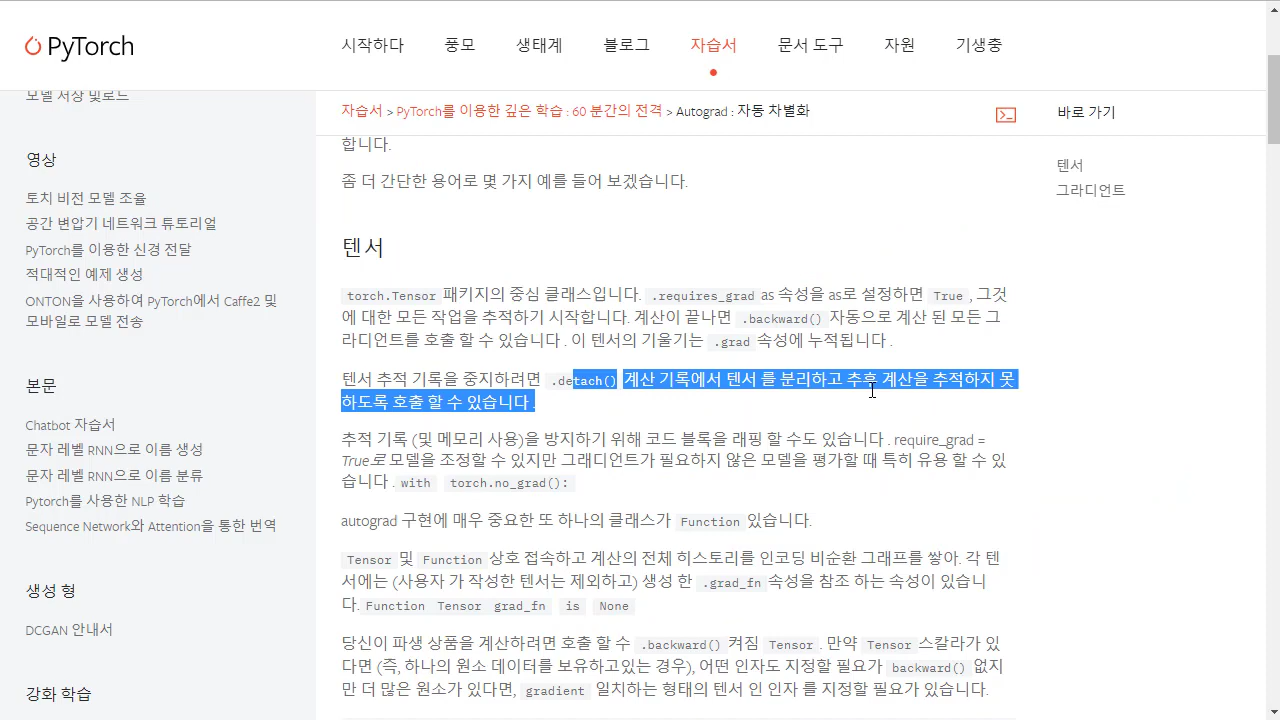 PyTorch
시작하다 풍모 생태계 블로그 자습서 문서 도구 자원 기생충
모델 저장 및로드
영상
토치 비전 모델 조율
공간 변압기 네트워크 튜토리얼
PyTorch를 이용한 신경 전달
적대적인 예제 생성
ONTON을 사용하여 PyTorch에서 Caffe2 및
모바일로 모델 전송
본문
Chatbot 자습서
문자 레벨 RNN으로 이름 생성
문자 레벨 RNN으로 이름 분류
Pytorch를 사용한 NLP 학습
Sequence Network와 Attention을 통한 번역
생성 형
DCGAN 안내서
강화 학습
자습서 > PyTorch를 이용한 깊은 학습 : 60 분간의 전격 > Autograd : 자동 차별화
합니다.
좀 더 간단한 용어로 몇 가지 예를 들어 보겠습니다.
텐서
torch.Tensor 패키지의 중심 클래스입니다. .requires_grad as 속성을 as로 설정하면 True , 그것
에 대한 모든 작업을 추적하기 시작합니다. 계산이 끝나면 .backward() 자동으로 계산 된 모든 그
라디언트를 호출 할 수 있습니다 . 이 텐서의 기울기는 .grad 속성에 누적됩니다 .
텐서 추적 기록을 중지하려면 .detach() 계산 기록에서 텐서 를 분리하고 추후 계산을 추적하지 못
하도록 호출 할 수 있습니다 .
추적 기록 (및 메모리 사용)을 방지하기 위해 코드 블록을 래핑 할 수도 있습니다 . require_grad =
True로 모델을 조정할 수 있지만 그래디언트가 필요하지 않은 모델을 평가할 때 특히 유용 할 수 있
습니다 . with torch.no_grad():
autograd 구현에 매우 중요한 또 하나의 클래스가 Function 있습니다.
Tensor 및 Function 상호 접속하고 계산의 전체 히스토리를 인코딩 비순환 그래프를 쌓아. 각 텐
서에는 (사용자 가 작성한 텐서는 제외하고) 생성 한 .grad_fn 속성을 참조 하는 속성이 있습니
다. Function Tensor grad_fn is None
당신이 파생 상품을 계산하려면 호출 할 수 .backward() 켜짐 Tensor . 만약 Tensor 스칼라가 있
다면 (즉, 하나의 원소 데이터를 보유하고있는 경우), 어떤 인자도 지정할 필요가 backward() 없지
만 더 많은 원소가 있다면, gradient 일치하는 형태의 텐서 인 인자 를 지정할 필요가 있습니다.
바로 가기
텐서
그라디언트